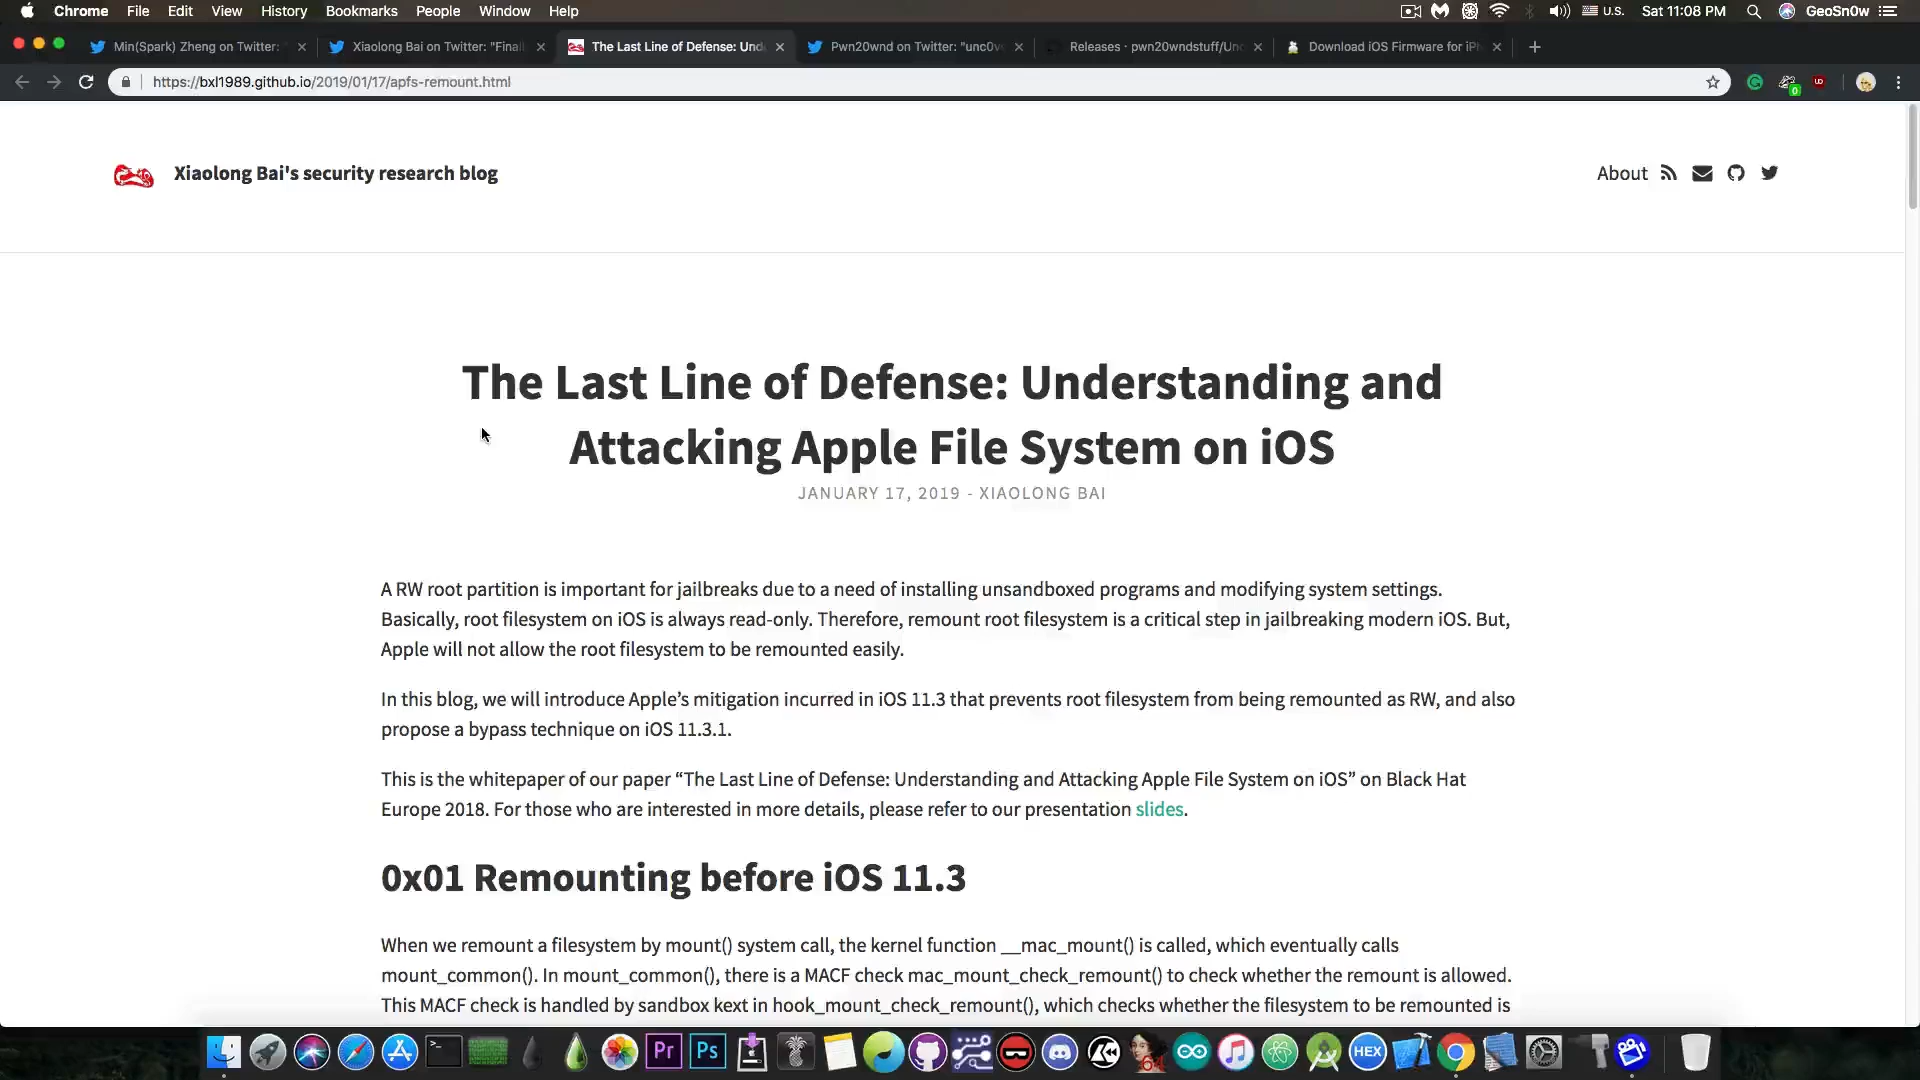 Chrome File Edit View History Bookmarks People Window Help U.S. Sat 11:08 PM GeoSn0w
Min(Spark) Zheng on Twitter: Xiaolong Bai on Twitter: "Final The Last Line of Defense: Und Pwn20wnd on Twitter: "unc0v Releases · pwn20wndstuff/Unc Download iOS Firmware for iPh
https://bxl1989.github.io/2019/01/17/apfs-remount.html
Xiaolong Bai's security research blog
About
The Last Line of Defense: Understanding and
Attacking Apple File System on iOS
JANUARY 17, 2019 - XIAOLONG BAI
A RW root partition is important for jailbreaks due to a need of installing unsandboxed programs and modifying system settings.
Basically, root filesystem on iOS is always read-only. Therefore, remount root filesystem is a critical step in jailbreaking modern iOS. But,
Apple will not allow the root filesystem to be remounted easily.
In this blog, we will introduce Apple’s mitigation incurred in iOS 11.3 that prevents root filesystem from being remounted as RW, and also
propose a bypass technique on iOS 11.3.1.
This is the whitepaper of our paper “The Last Line of Defense: Understanding and Attacking Apple File System on iOS” on Black Hat
Europe 2018. For those who are interested in more details, please refer to our presentation slides.
0x01 Remounting before iOS 11.3
When we remount a filesystem by mount() system call, the kernel function __mac_mount() is called, which eventually calls
mount_common(). In mount_common(), there is a MACF check mac_mount_check_remount() to check whether the remount is allowed.
This MACF check is handled by sandbox kext in hook_mount_check_remount(), which checks whether the filesystem to be remounted is
Pr Ps 64 HEX